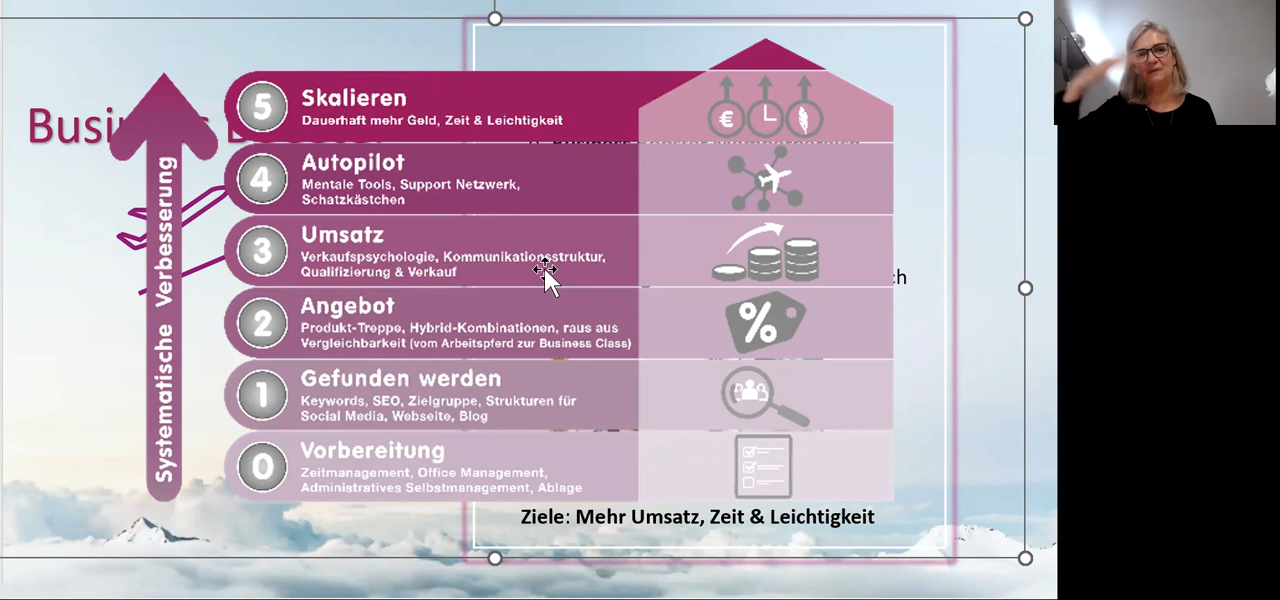 Busi
Systematische Verbesserung
5
Skalieren
Dauerhaft mehr Geld, Zeit & Leichtigkeit
€
4
Autopilot
Mentale Tools, Support Netzwerk,
Schatzkästchen
3
Umsatz
Verkaufspsychologie, Kommunikationsstruktur,
Qualifizierung & Verkauf
ch
2
Angebot
Produkt-Treppe, Hybrid-Kombinationen, raus aus
Vergleichbarkeit (vom Arbeitspferd zur Business Class)
%
1
Gefunden werden
Keywords, SEO, Zielgruppe, Strukturen für
Social Media, Webseite, Blog
0
Vorbereitung
Zeitmanagement, Office Management,
Administratives Selbstmanagement, Ablage
Ziele: Mehr Umsatz, Zeit & Leichtigkeit